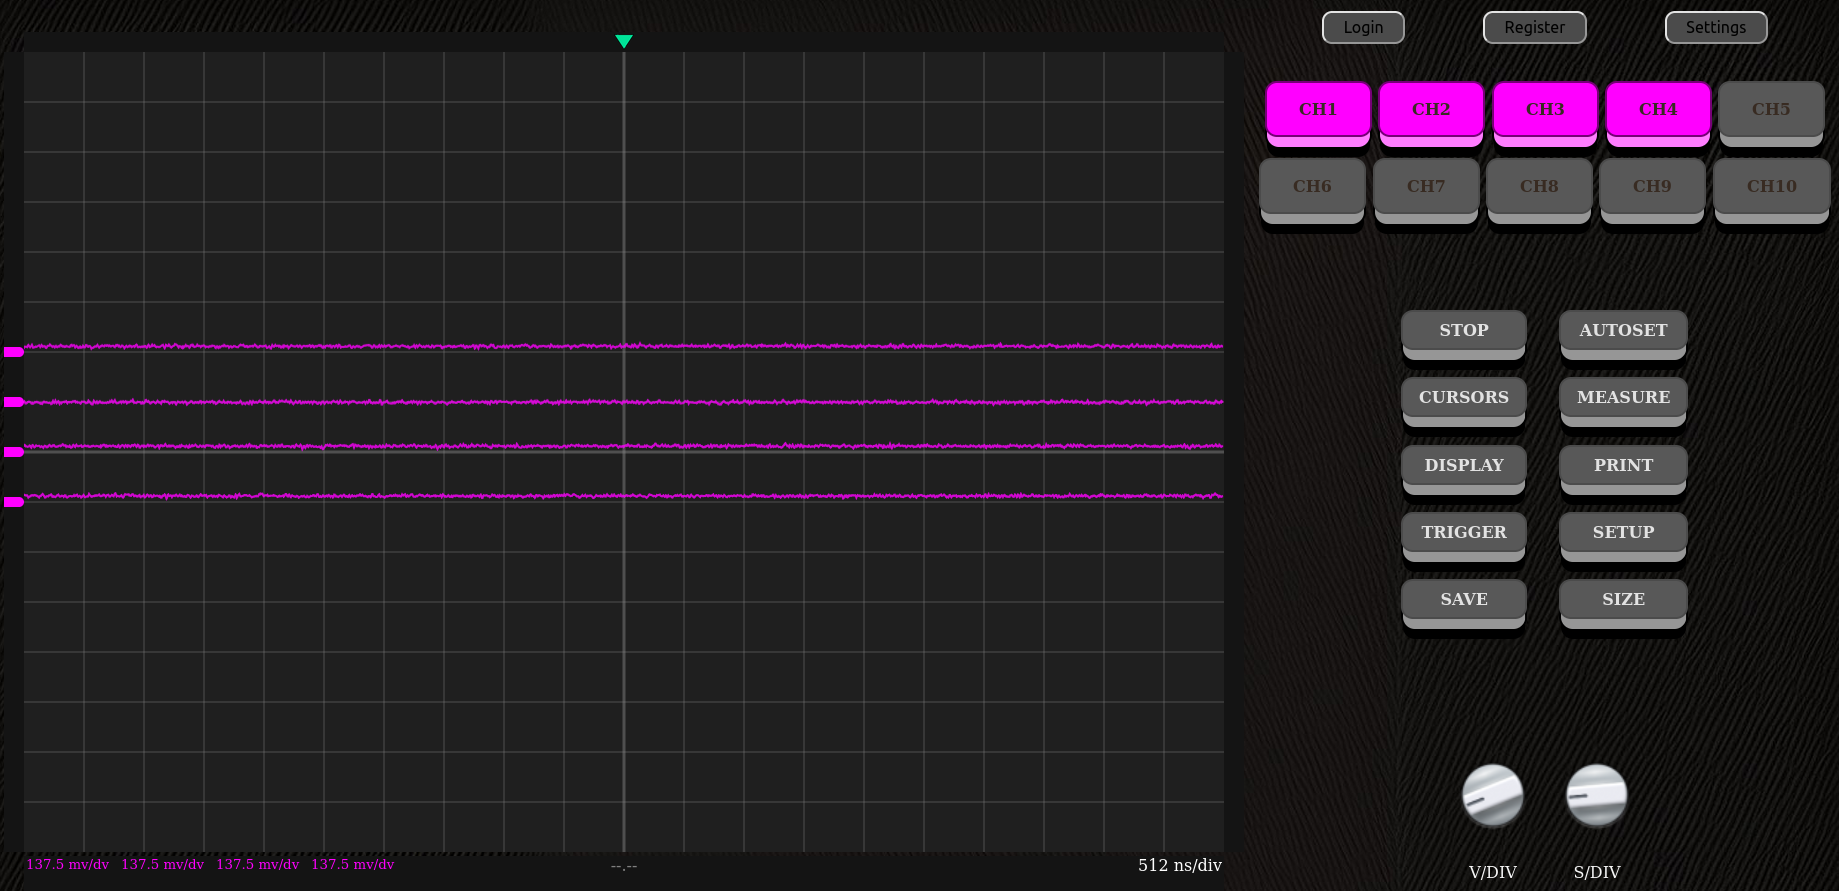 Login Register Settings
CH1 CH2 CH3 CH4 CH5
CH6 CH7 CH8 CH9 CH10
STOP AUTOSET
CURSORS MEASURE
DISPLAY PRINT
TRIGGER SETUP
SAVE SIZE
137.5 mv/dv 137.5 mv/dv 137.5 mv/dv 137.5 mv/dv --.-- 512 ns/div
V/DIV S/DIV